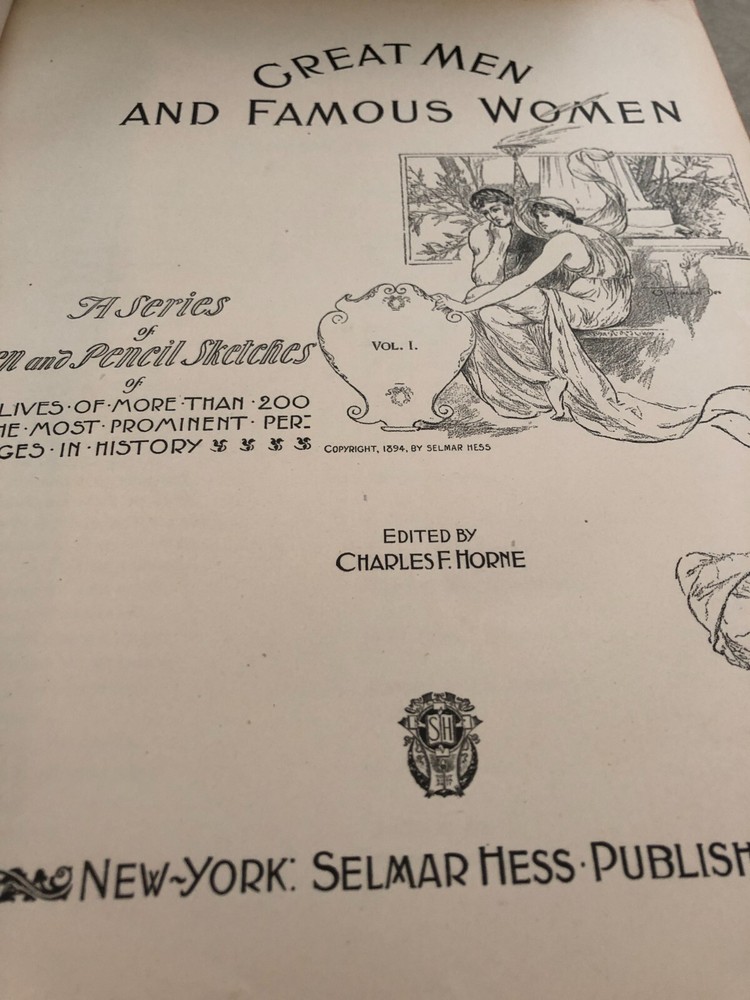 GREAT MEN
AND FAMOUS WOMEN
A Series
of
en and Pencil Sketches
of
LIVES·OF·MORE·THAN·200
HE·MOST·PROMINENT·PER-
GES·IN·HISTORY
VOL. I.
COPYRIGHT, 1894, BY SELMAR HESS
EDITED BY
CHARLES F. HORNE
SH
NEW-YORK: SELMAR HESS·PUBLISH